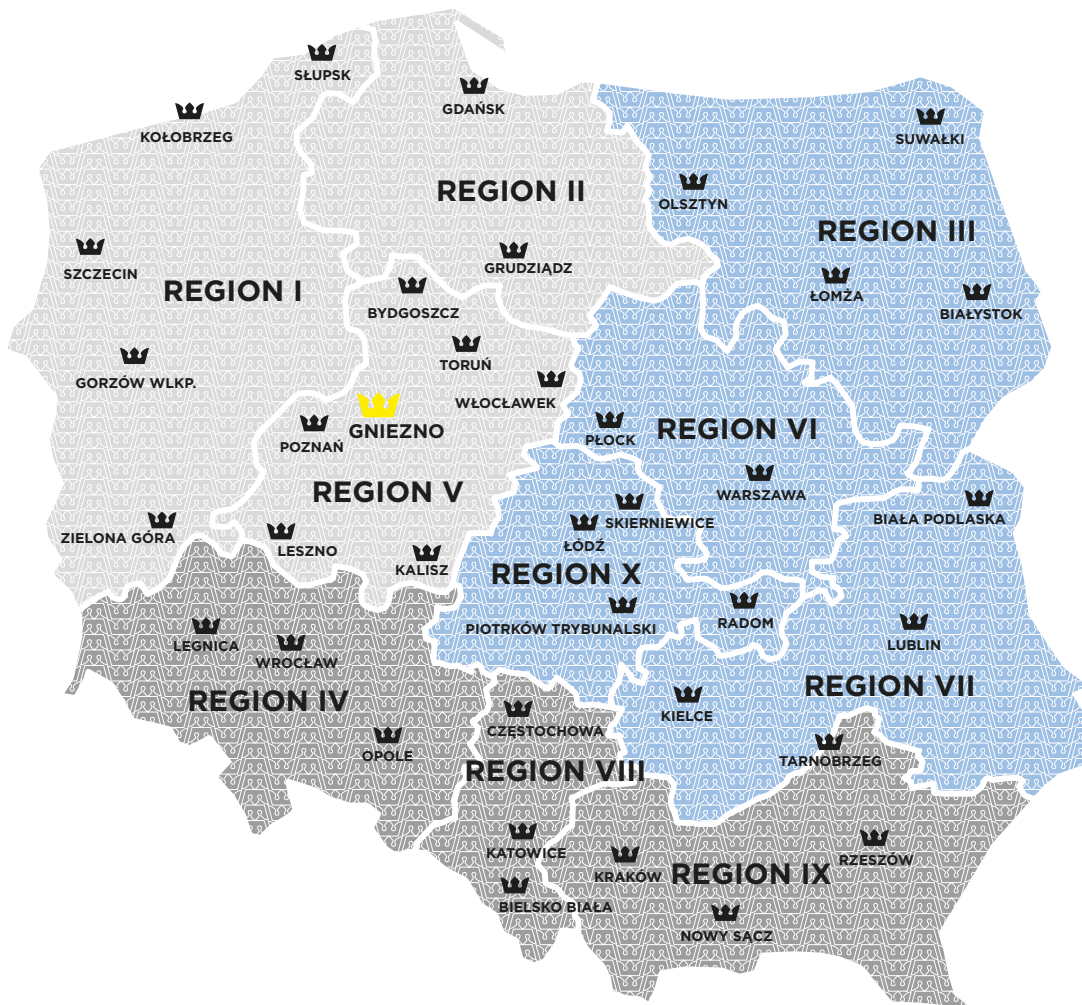 SŁUPSK
GDAŃSK
KOŁOBRZEG
SUWAŁKI
REGION II
OLSZTYN
REGION III
SZCZECIN
GRUDZIĄDZ
REGION I
ŁOMŻA
BIAŁYSTOK
BYDGOSZCZ
TORUŃ
GORZÓW WLKP.
WŁOCŁAWEK
GNIEZNO
POZNAŃ
PŁOCK
REGION VI
REGION V
WARSZAWA
BIAŁA PODLASKA
SKIERNIEWICE
ZIELONA GÓRA
LESZNO
ŁÓDŹ
KALISZ
REGION X
PIOTRKÓW TRYBUNALSKI
RADOM
LEGNICA
WROCŁAW
LUBLIN
REGION IV
REGION VII
KIELCE
CZĘSTOCHOWA
OPOLE
TARNOBRZEG
REGION VIII
KATOWICE
RZESZÓW
KRAKÓW
REGION IX
BIELSKO BIAŁA
NOWY SĄCZ